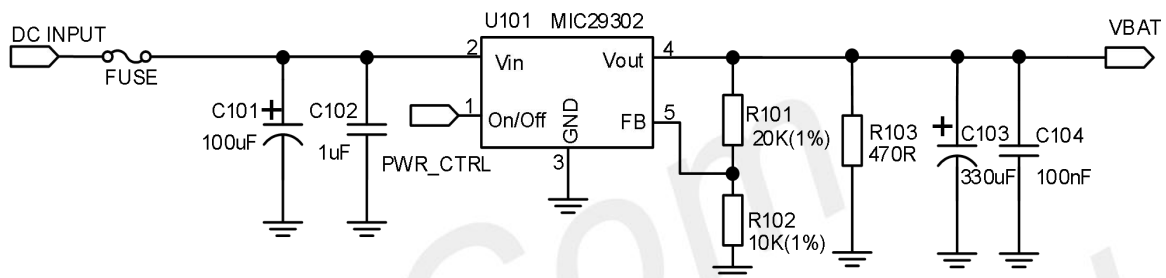 U101 MIC29302
DC INPUT
FUSE
VBAT
2
Vin
Vout
4
C101
+
100uF
C102
1uF
1
On/Off
PWR_CTRL
GND
3
FB
5
R101
20K(1%)
R102
10K(1%)
R103
470R
+
C103
330uF
C104
100nF
Com